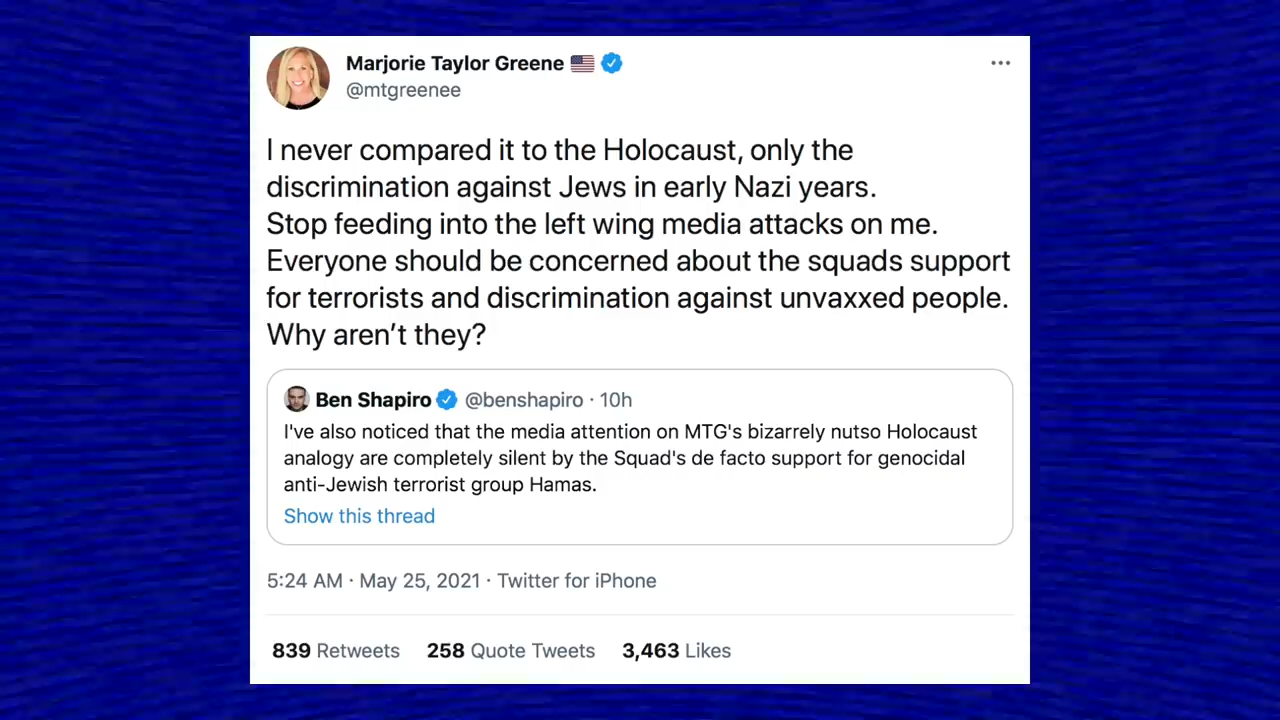 Marjorie Taylor Greene 🇺🇸
@mtgreenee
I never compared it to the Holocaust, only the
discrimination against Jews in early Nazi years.
Stop feeding into the left wing media attacks on me.
Everyone should be concerned about the squads support
for terrorists and discrimination against unvaxxed people.
Why aren’t they?
Ben Shapiro @benshapiro · 10h
I've also noticed that the media attention on MTG's bizarrely nutso Holocaust
analogy are completely silent by the Squad's de facto support for genocidal
anti-Jewish terrorist group Hamas.
Show this thread
5:24 AM · May 25, 2021 · Twitter for iPhone
839 Retweets 258 Quote Tweets 3,463 Likes